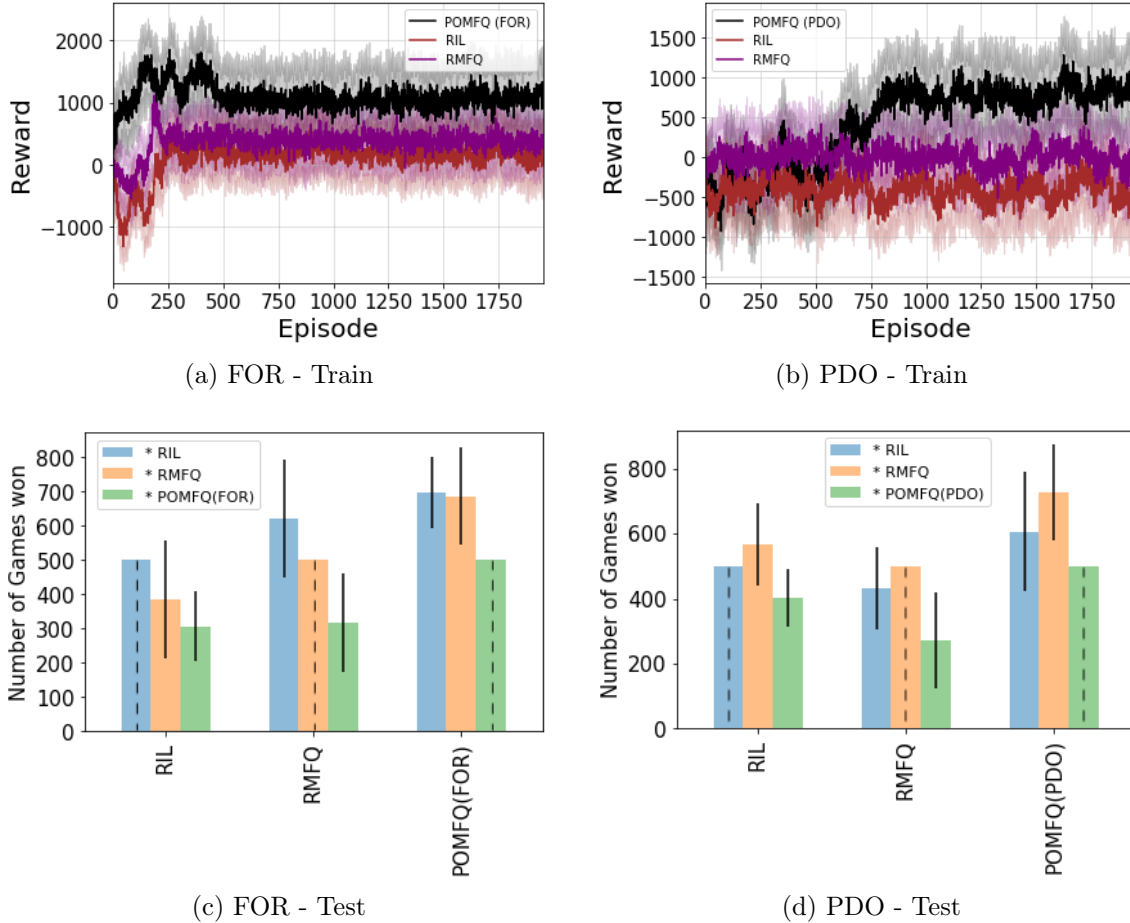 2000
1000
0
−1000
Reward
POMFQ (FOR)
RIL
RMFQ
0 250 500 750 1000 1250 1500 1750
Episode
(a) FOR - Train
1500
1000
500
0
−500
−1000
−1500
Reward
POMFQ (PDO)
RIL
RMFQ
0 250 500 750 1000 1250 1500 1750
Episode
(b) PDO - Train
800
700
600
500
400
300
200
100
0
Number of Games won
* RIL
* RMFQ
* POMFQ(FOR)
RIL
RMFQ
POMFQ(FOR)
(c) FOR - Test
800
600
400
200
0
Number of Games won
* RIL
* RMFQ
* POMFQ(PDO)
RIL
RMFQ
POMFQ(PDO)
(d) PDO - Test